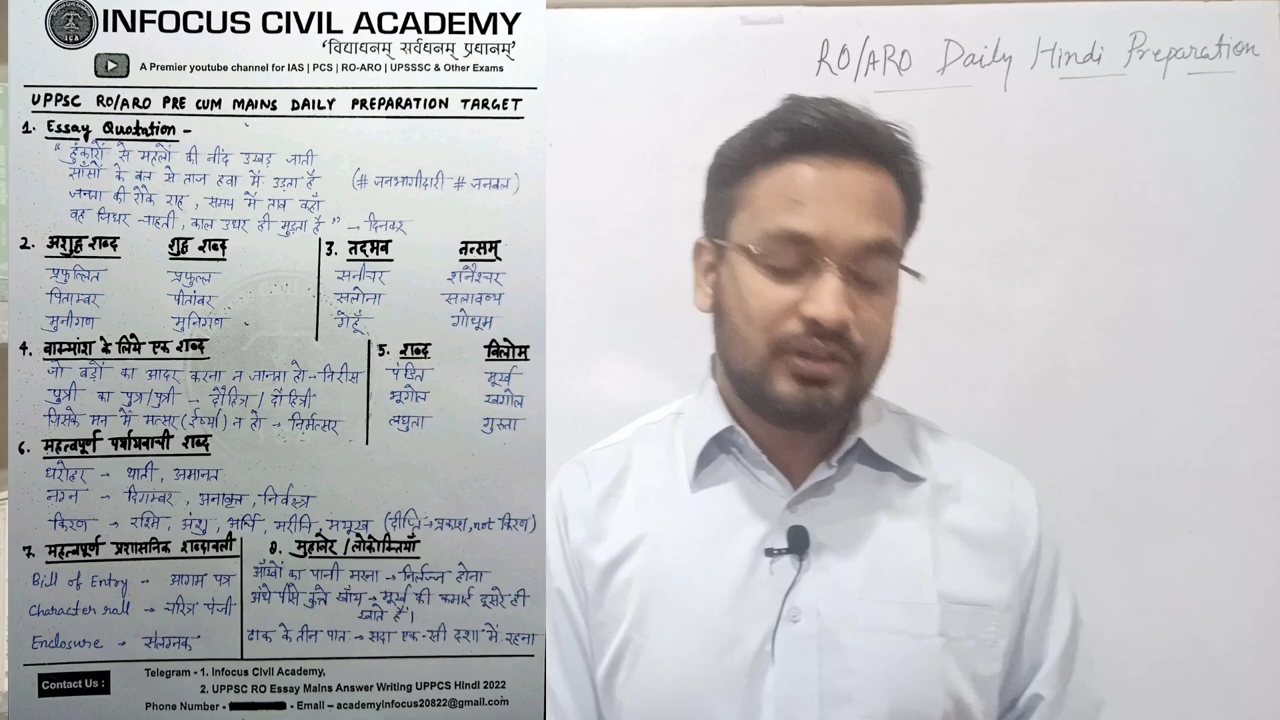 INFOCUS CIVIL ACADEMY
'विद्याधनम् सर्वधनम् प्रधानम्'
A Premier youtube channel for IAS | PCS | RO-ARO | UPSSSC & Other Exams
UPPSC RO/ARO PRE CUM MAINS DAILY PREPARATION TARGET
1. Essay Quotation -
"हुंकारों से महलों की नींव उखड़ जाती
साँसों के बल से ताज हवा में उड़ता है (# जनभागीदारी # जनबल)
जनता की रोके राह, समय में ताव कहाँ
वह जिधर चाहती, काल उधर ही मुड़ता है" → दिनकर
2. अशुद्ध शब्द शुद्ध शब्द
प्रफुल्लित प्रफुल्ल
पिताम्बर पीतांबर
मुनीगण मुनिगण
3. तद्भव तत्सम्
सनीचर शनैश्चर
सलोना सलावण्य
गेहूँ गोधूम
4. वाक्यांश के लिये एक शब्द
जो बड़ों का आदर करना न जानता हो - निरीस
पुत्री का पुत्र/पुत्री - दौहित्र / दौहित्री
जिसके मन में मत्सर (ईर्ष्या) न हो → निर्मत्सर
5. शब्द विलोम
पंडित मूर्ख
भूगोल खगोल
लघुता गुरुता
6. महत्वपूर्ण पर्यायवाची शब्द
धरोहर → थाती, अमानत
नग्न → दिगम्बर, अनावृत्त, निर्वस्त्र
किरण → रश्मि, अंशु, अर्चि, मरीचि, मयूख (दीप्ति → प्रकाश, not किरण)
7. महत्वपूर्ण प्रशासनिक शब्दावली
Bill of Entry - आगम पत्र
Character roll → चरित्र पंजी
Enclosure → संलग्नक
8. मुहावरे / लोकोक्तियाँ
आँखों का पानी मरना → निर्लज्ज होना
अंधे पीसे कुत्ते खाँय → मूर्ख की कमाई दूसरे ही
खाते हैं।
ढाक के तीन पात → सदा एक-सी दशा में रहना
Contact Us :
Telegram - 1. Infocus Civil Academy,
2. UPPSC RO Essay Mains Answer Writing UPPCS Hindi 2022
Phone Number - - Email – academyinfocus20822@gmail.com
RO/ARO Daily Hindi Preparation